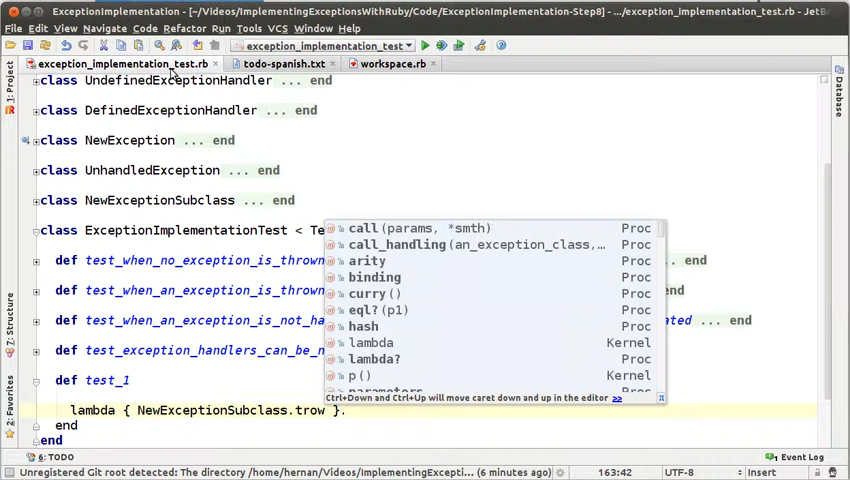 ExceptionImplementation - [~/Videos/ImplementingExceptionsWithRuby/Code/ExceptionImplementation-Step8] - .../exception_implementation_test.rb - JetBr
File Edit View Navigate Code Refactor Run Tools VCS Window Help
exception_implementation_test
exception_implementation_test.rb todo-spanish.txt workspace.rb
1: Project
Database
class UndefinedExceptionHandler ... end
class DefinedExceptionHandler ... end
class NewException ... end
class UnhandledException ... end
class NewExceptionSubclass ... end
class ExceptionImplementationTest < Te
def test_when_no_exception_is_thrown ... end
def test_when_an_exception_is_thrown end
def test_when_an_exception_is_not_ha ated ... end
def test_exception_handlers_can_be_n
def test_1
lambda { NewExceptionSubclass.trow }.
end
end
call(params, *smth) Proc
call_handling(an_exception_class,... Proc
arity Proc
binding Proc
curry() Proc
eql?(p1) Proc
hash Proc
lambda Kernel
lambda? Proc
p() Kernel
parameters Proc
Ctrl+Down and Ctrl+Up will move caret down and up in the editor >> π
7: Structure
2: Favorites
6: TODO Event Log
Unregistered Git root detected: The directory /home/hernan/Videos/ImplementingExcepti... (6 minutes ago) 163:42 UTF-8 Insert